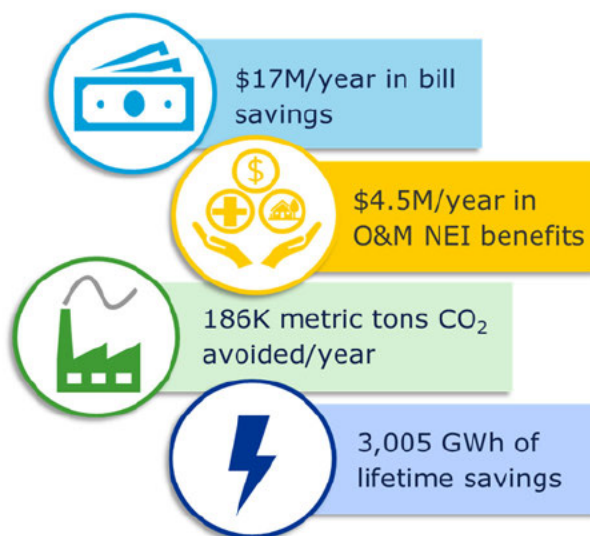 $17M/year in bill
savings
$
$4.5M/year in
O&M NEI benefits
186K metric tons CO₂
avoided/year
3,005 GWh of
lifetime savings